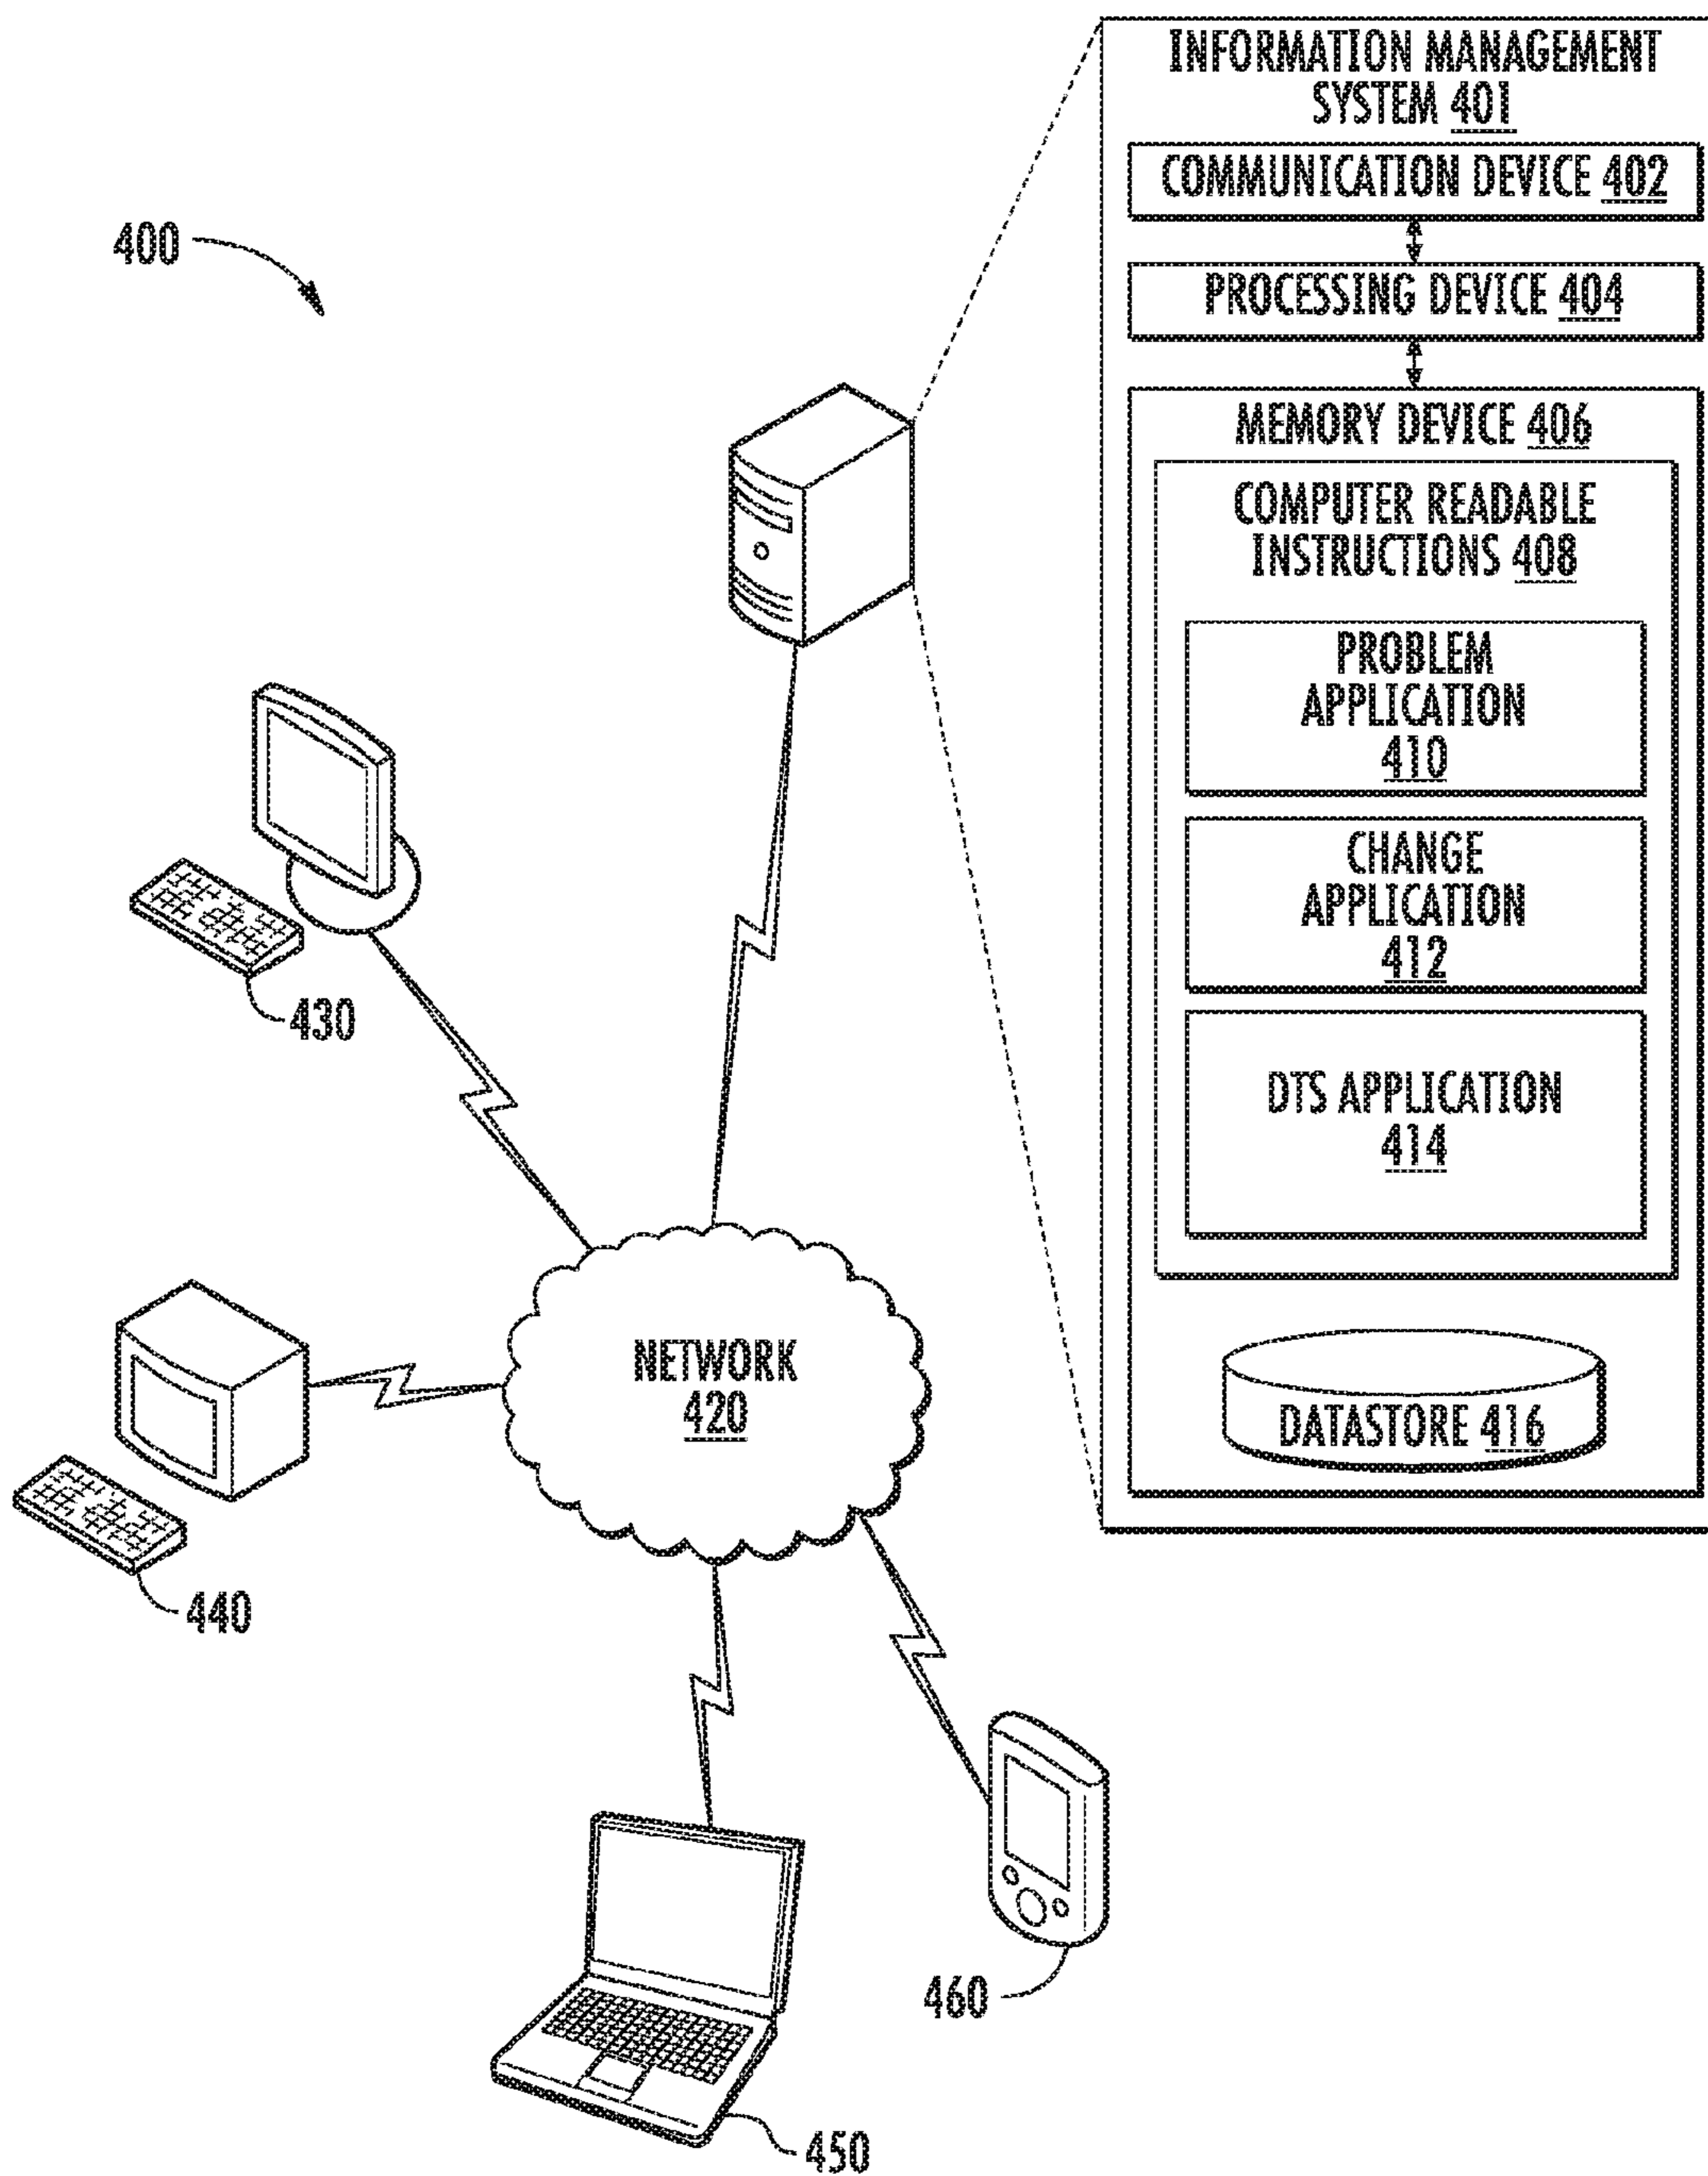 INFORMATION MANAGEMENT
SYSTEM 401
COMMUNICATION DEVICE 402
400
PROCESSING DEVICE 404
MEMORY DEVICE 406
COMPUTER READABLE
INSTRUCTIONS 408
PROBLEM
APPLICATION
410
CHANGE
APPLICATION
412
430
DTS APPLICATION
414
NETWORK
420
DATASTORE 416
440
460
450